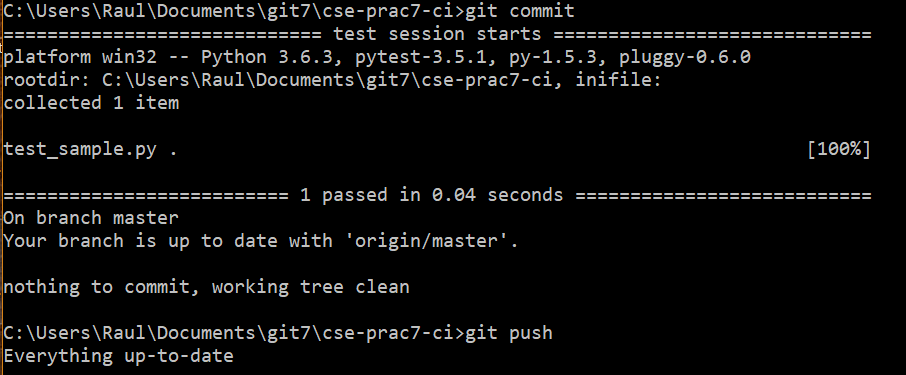 C:\Users\Raul\Documents\git7\cse-prac7-ci>git commit
============================= test session starts =============================
platform win32 -- Python 3.6.3, pytest-3.5.1, py-1.5.3, pluggy-0.6.0
rootdir: C:\Users\Raul\Documents\git7\cse-prac7-ci, inifile:
collected 1 item
test_sample.py . [100%]
========================== 1 passed in 0.04 seconds ===========================
On branch master
Your branch is up to date with 'origin/master'.
nothing to commit, working tree clean
C:\Users\Raul\Documents\git7\cse-prac7-ci>git push
Everything up-to-date